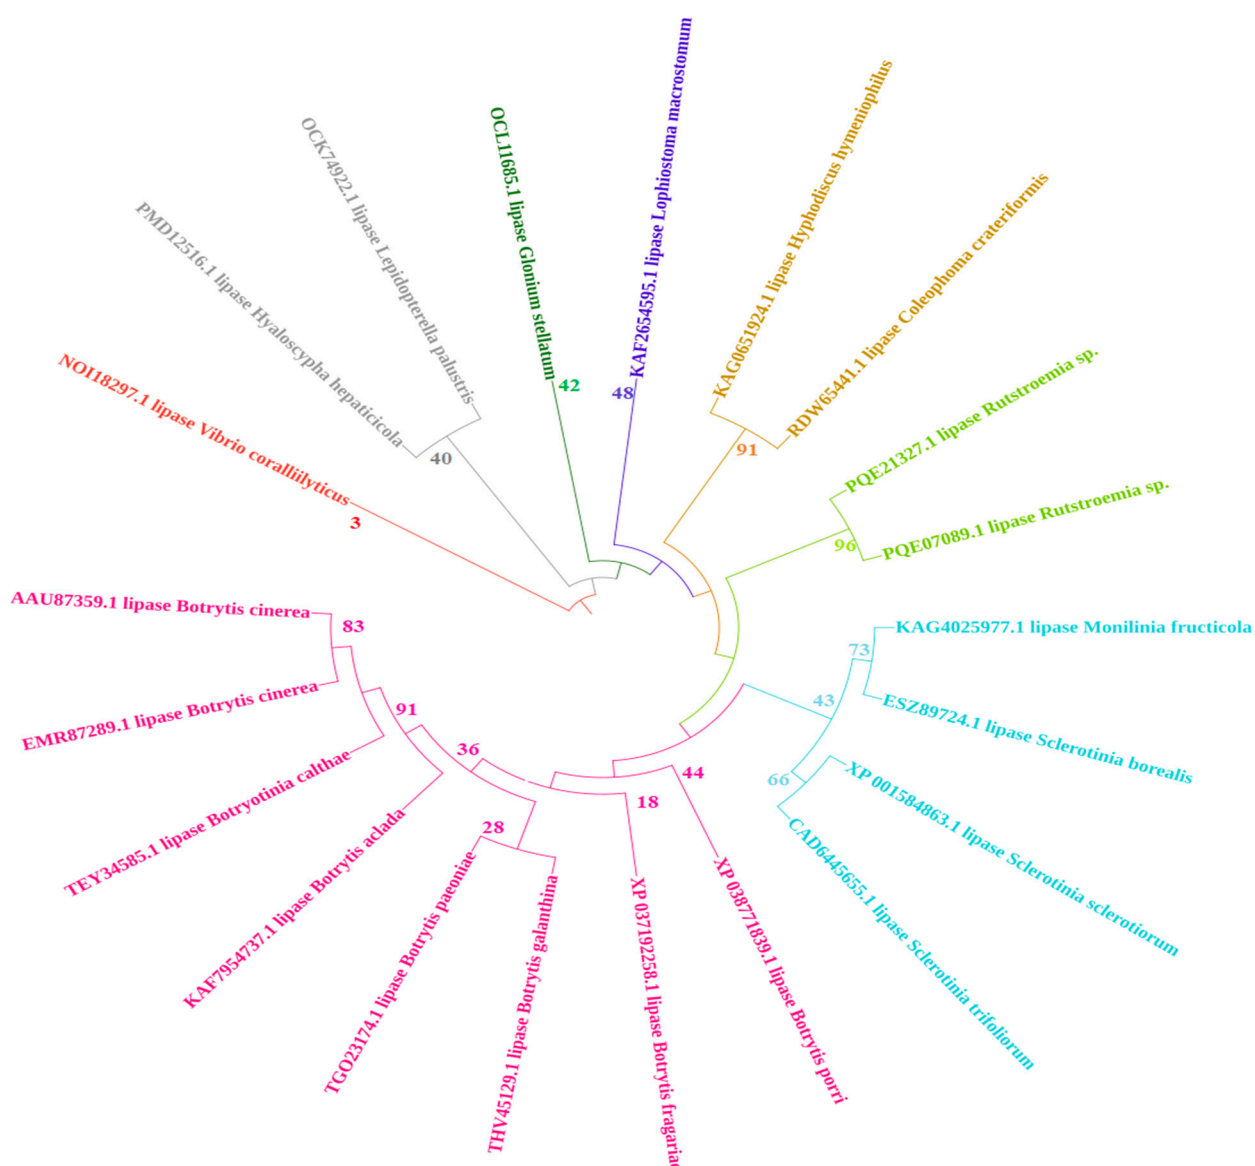 NOI18297.1 lipase Vibrio coralliilyticus
3
PMD12516.1 lipase Hyaloscypha hepaticicola
OCK74922.1 lipase Lepidopterella palustris
40
OCL11685.1 lipase Glonium stellatum
42
KAF2654595.1 lipase Lophiostoma macrostomum
48
KAG0651924.1 lipase Hyphodiscus hymeniophilus
RDW65441.1 lipase Coleophoma crateriformis
91
PQE21327.1 lipase Rutstroemia sp.
PQE07089.1 lipase Rutstroemia sp.
96
KAG4025977.1 lipase Monilinia fructicola
73
ESZ89724.1 lipase Sclerotinia borealis
43
XP 001584863.1 lipase Sclerotinia sclerotiorum
66
CAD6445655.1 lipase Sclerotinia trifoliorum
XP 038771839.1 lipase Botrytis porri
44
XP 037192258.1 lipase Botrytis fragariae
18
THV45129.1 lipase Botrytis galanthina
TGO23174.1 lipase Botrytis paeoniae
28
KAF7954737.1 lipase Botrytis aclada
36
TEY34585.1 lipase Botryotinia calthae
91
EMR87289.1 lipase Botrytis cinerea
AAU87359.1 lipase Botrytis cinerea
83